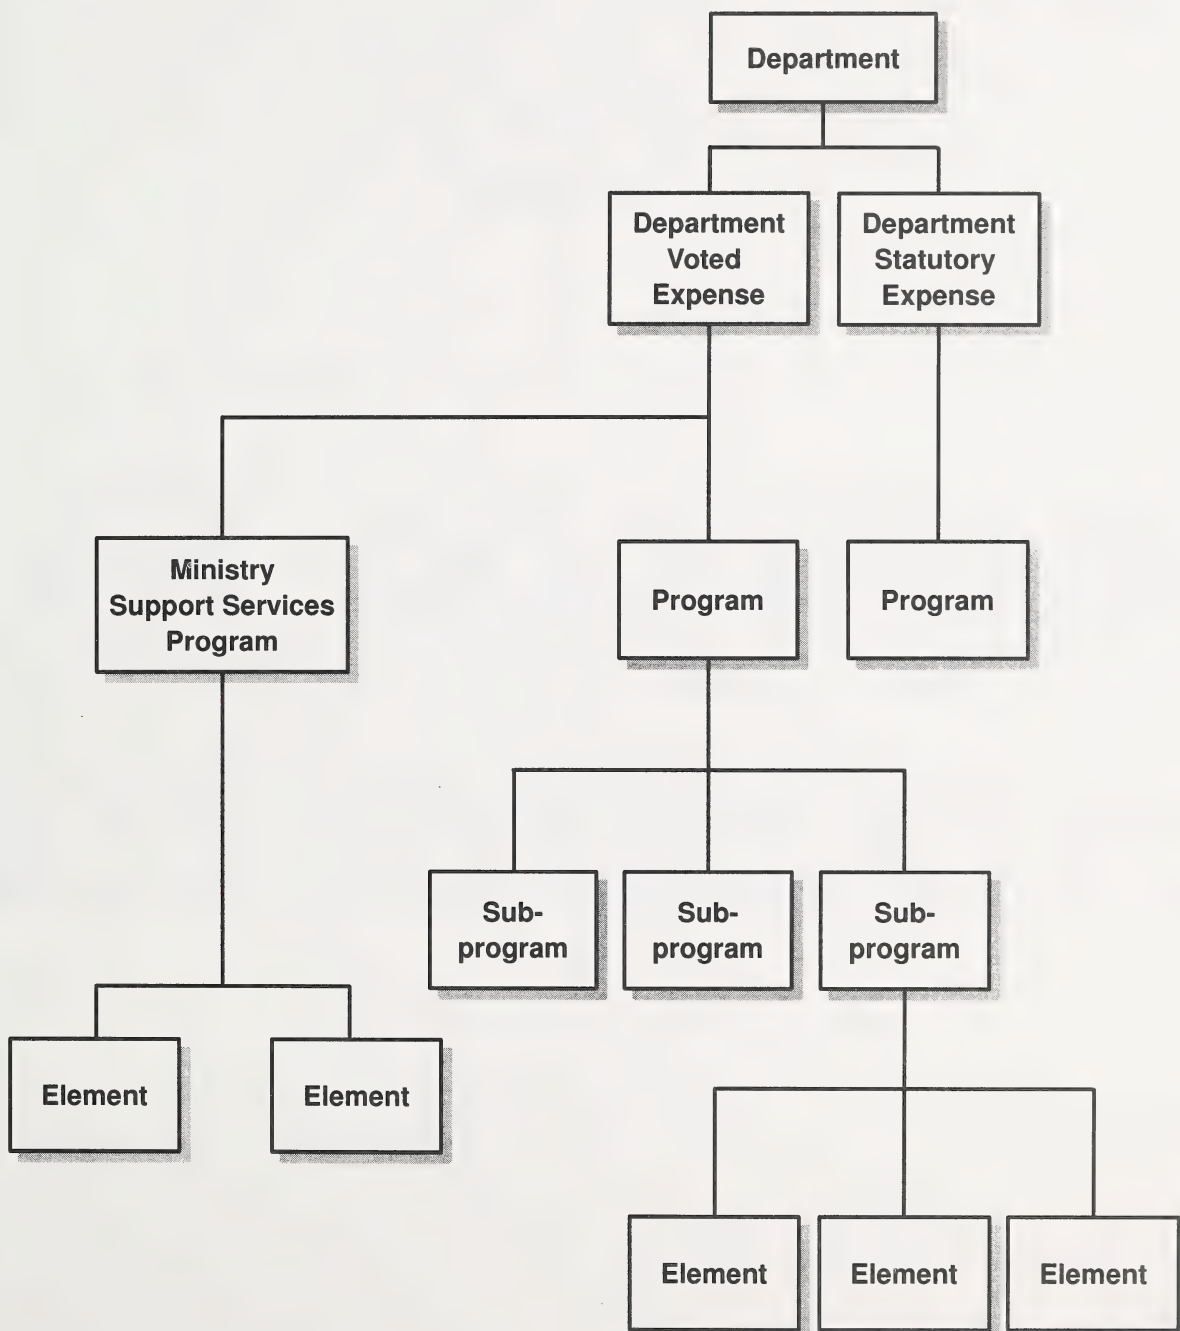 Department
Department
Voted
Expense
Department
Statutory
Expense
Ministry
Support Services
Program
Program
Program
Sub-
program
Sub-
program
Sub-
program
Element
Element
Element
Element
Element